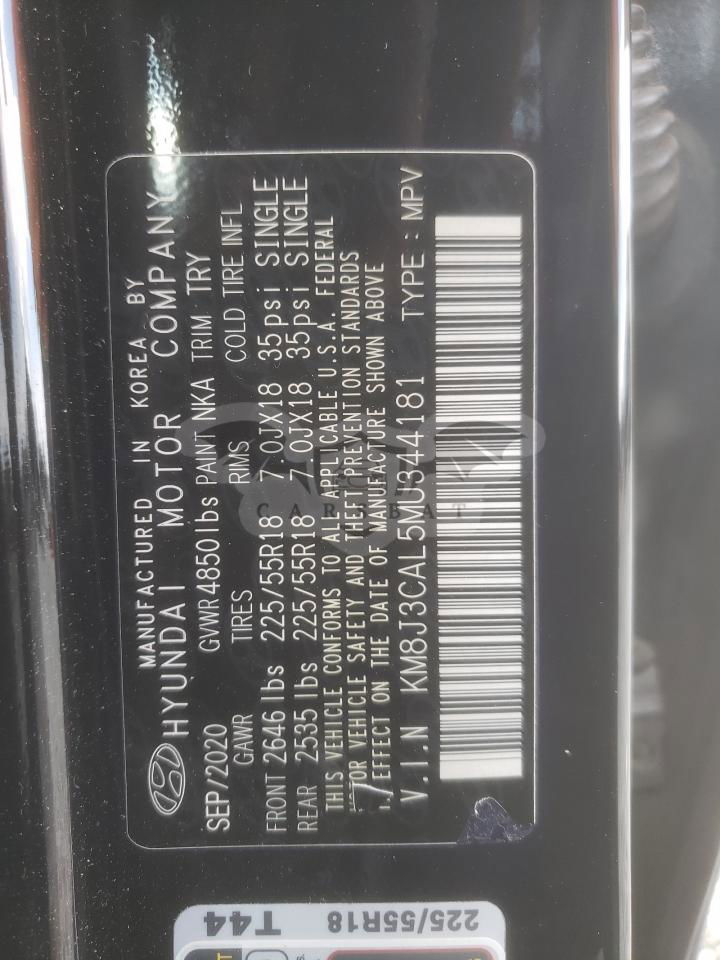 MANUFACTURED IN KOREA BY
HYUNDAI MOTOR COMPANY
SEP/2020 GVWR 4850 lbs PAINT NKA TRIM TRY
GAWR TIRES RIMS COLD TIRE INFL
FRONT 2646 lbs 225/55R18 7.0JX18 35psi SINGLE
REAR 2535 lbs 225/55R18 7.0JX18 35psi SINGLE
THIS VEHICLE CONFORMS TO ALL APPLICABLE U.S.A. FEDERAL
VEHICLE SAFETY AND THEFT PREVENTION STANDARDS
EFFECT ON THE DATE OF MANUFACTURE SHOWN ABOVE
V.I.N KM8J3CAL5MU344181 TYPE : MPV
225/55R18 T44